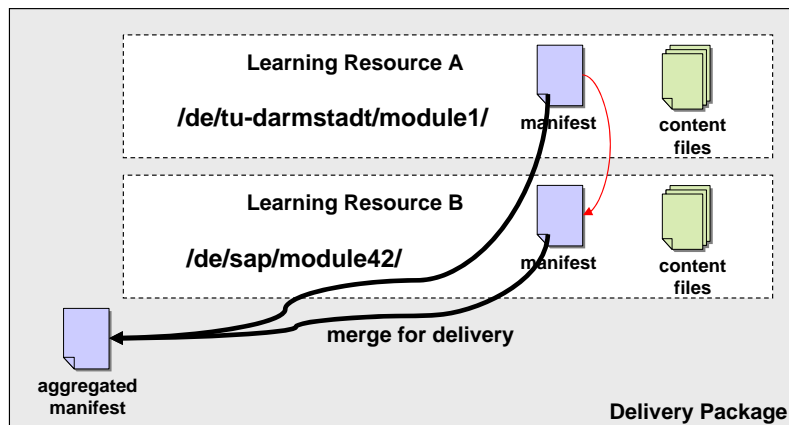 Learning Resource A
/de/tu-darmstadt/module1/
manifest
content
files
Learning Resource B
/de/sap/module42/
manifest
content
files
merge for delivery
aggregated
manifest
Delivery Package